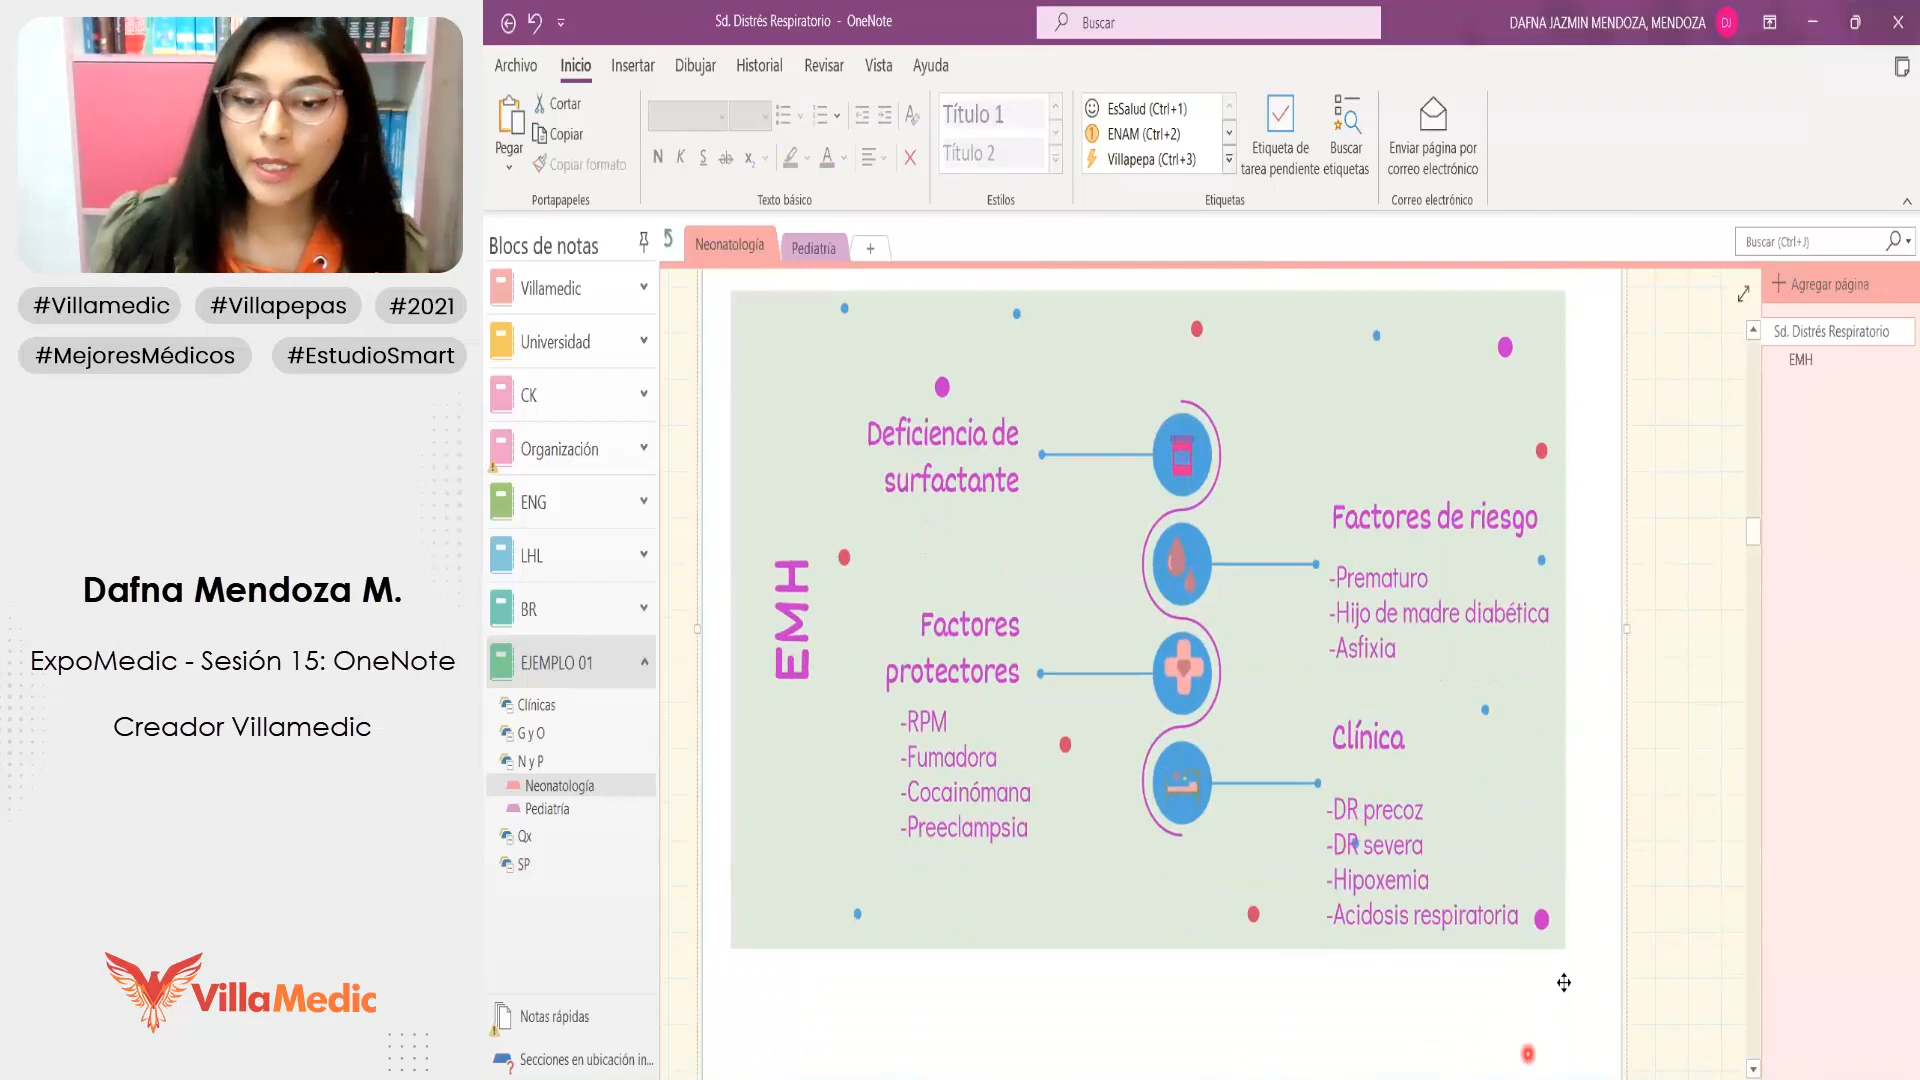 #Villamedic #Villapepas #2021
#MejoresMédicos #EstudioSmart
Dafna Mendoza M.
ExpoMedic - Sesión 15: OneNote
Creador Villamedic
VillaMedic
Sd. Distrés Respiratorio - OneNote
Buscar
DAFNA JAZMIN MENDOZA, MENDOZA
DJ
Archivo Inicio Insertar Dibujar Historial Revisar Vista Ayuda
Pegar
Cortar
Copiar
Copiar formato
Portapapeles
N K S ab x₂ A
Texto básico
Título 1
Título 2
Estilos
EsSalud (Ctrl+1)
ENAM (Ctrl+2)
Villapepa (Ctrl+3)
Etiqueta de
tarea pendiente
Buscar
etiquetas
Etiquetas
Enviar página por
correo electrónico
Correo electrónico
Blocs de notas
Neonatología
Pediatría
+
Buscar (Ctrl+J)
Villamedic
Universidad
CK
Organización
ENG
LHL
BR
EJEMPLO 01
Clínicas
G y O
N y P
Neonatología
Pediatría
Qx
SP
Notas rápidas
Secciones en ubicación in...
EMH
Deficiencia de
surfactante
Factores de riesgo
-Prematuro
-Hijo de madre diabética
-Asfixia
Factores
protectores
-RPM
-Fumadora
-Cocainómana
-Preeclampsia
Clínica
-DR precoz
-DR severa
-Hipoxemia
-Acidosis respiratoria
Agregar página
Sd. Distrés Respiratorio
EMH